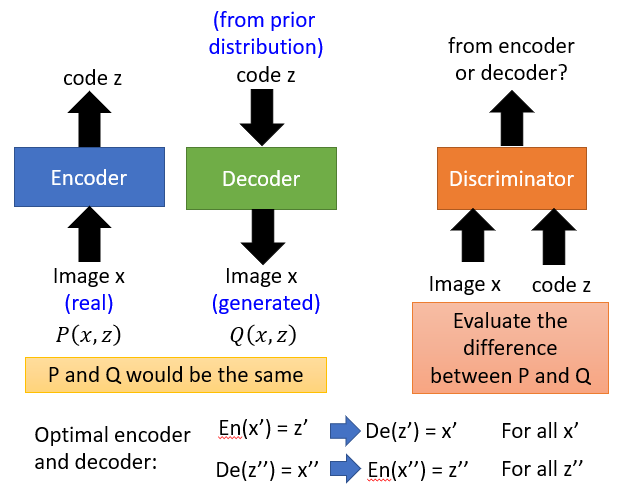 (from prior
distribution)
code z
code z
from encoder
or decoder?
Encoder
Decoder
Discriminator
Image x
(real)
P(x, z)
Image x
(generated)
Q(x, z)
Image x
code z
P and Q would be the same
Evaluate the
difference
between P and Q
Optimal encoder
and decoder:
En(x’) = z’ De(z’) = x’ For all x’
De(z’’) = x’’ En(x’’) = z’’ For all z’’